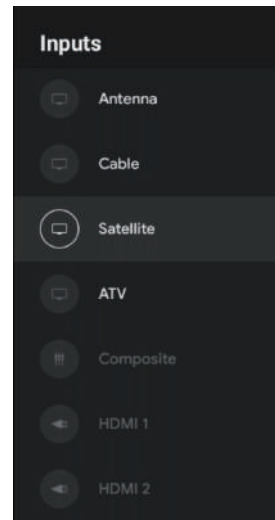 Inputs
Antenna
Cable
Satellite
ATV
Composite
HDMI 1
HDMI 2